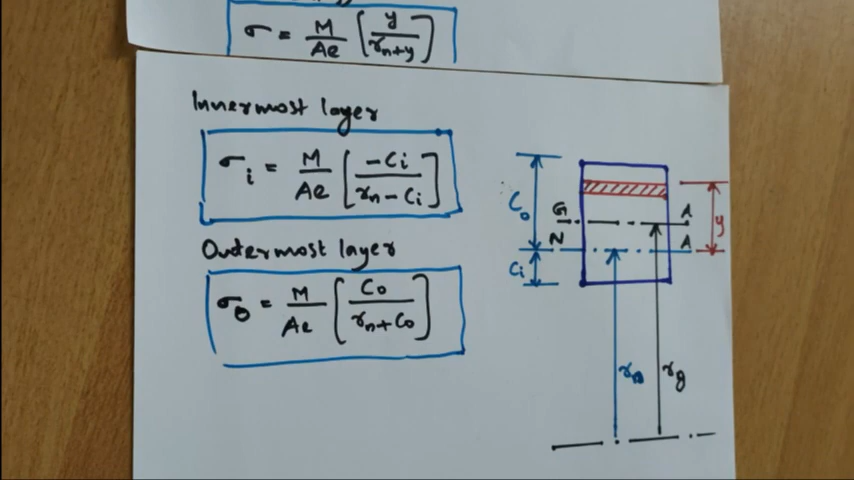 σ = M/Ae [y/(rn+y)]
Innermost layer
σi = M/Ae [-Ci/(rn-Ci)]
Outermost layer
σo = M/Ae [Co/(rn+Co)]
Co
G A
N A
Ci
y
rn
rg